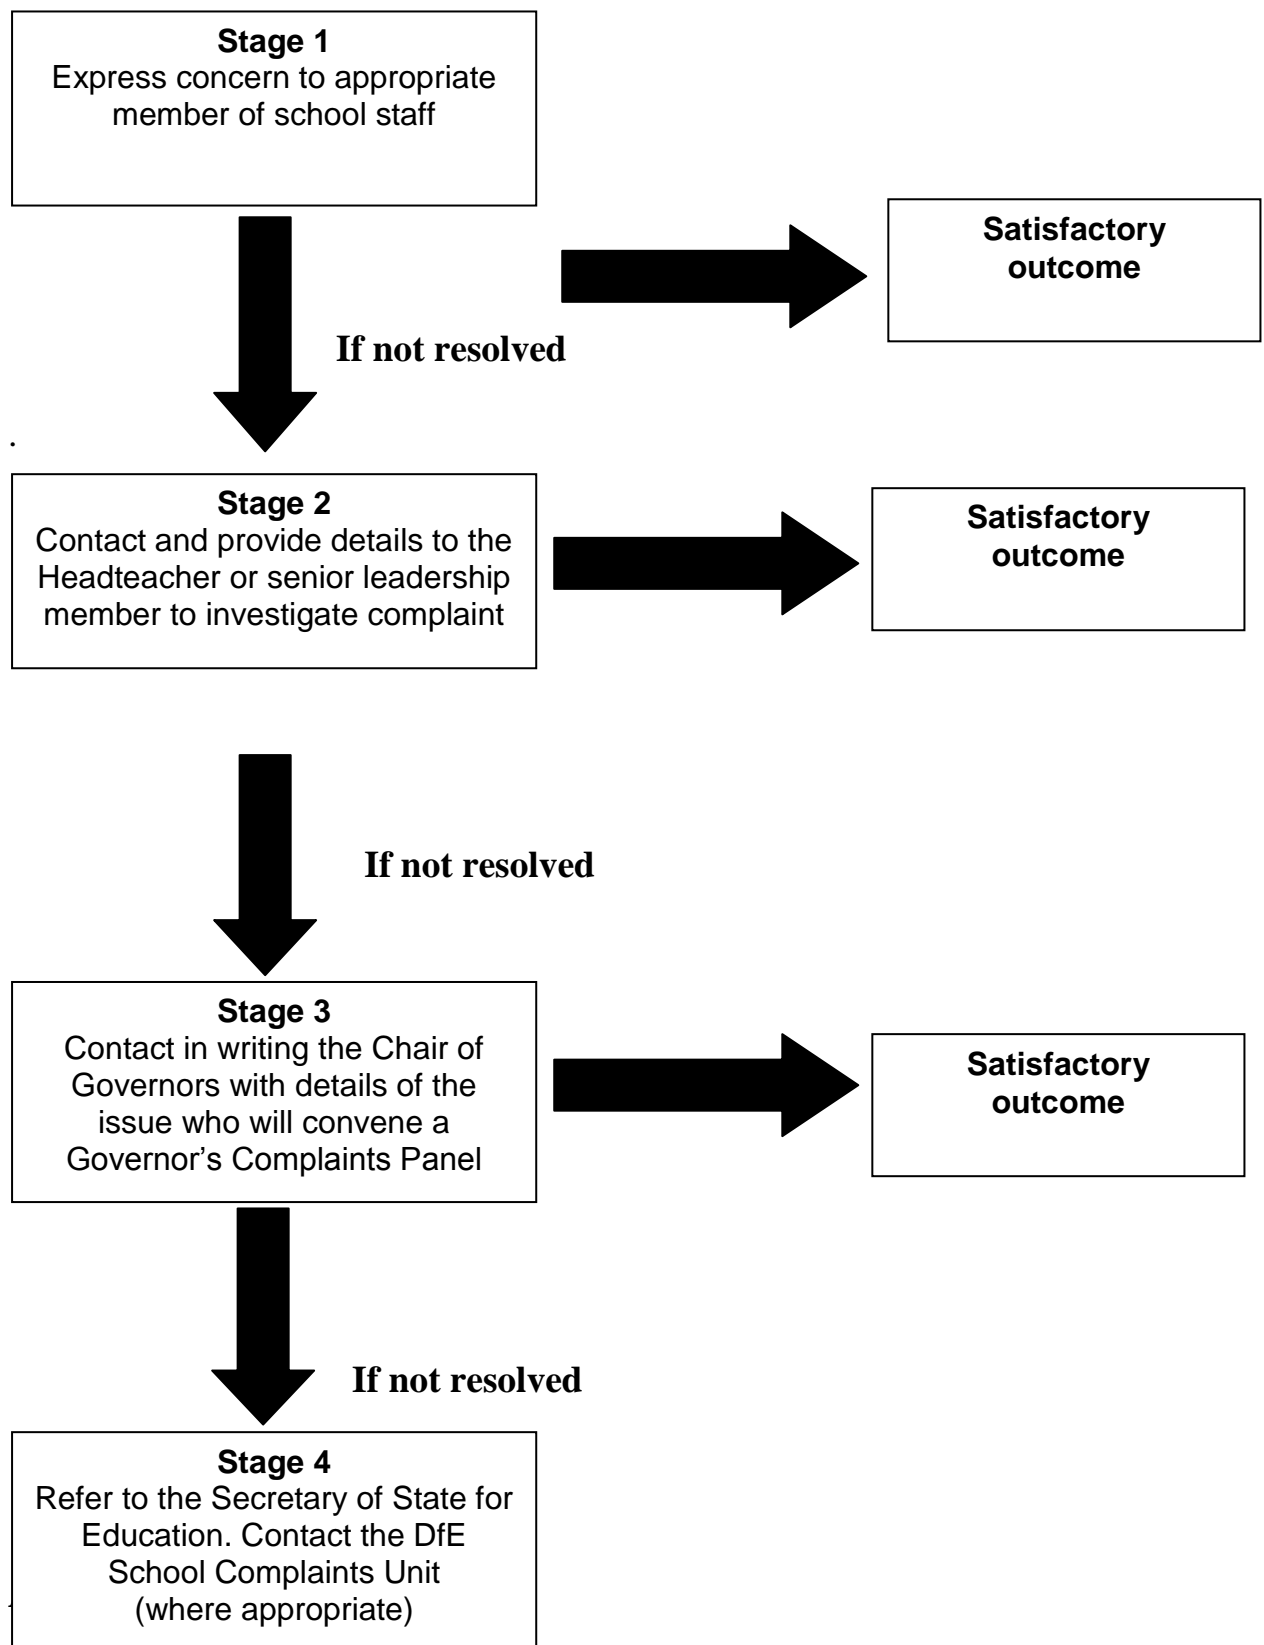 Stage 1
Express concern to appropriate
member of school staff
Satisfactory
outcome
If not resolved
.
Stage 2
Contact and provide details to the
Headteacher or senior leadership
member to investigate complaint
Satisfactory
outcome
If not resolved
Stage 3
Contact in writing the Chair of
Governors with details of the
issue who will convene a
Governor’s Complaints Panel
Satisfactory
outcome
If not resolved
Stage 4
Refer to the Secretary of State for
Education. Contact the DfE
School Complaints Unit
(where appropriate)